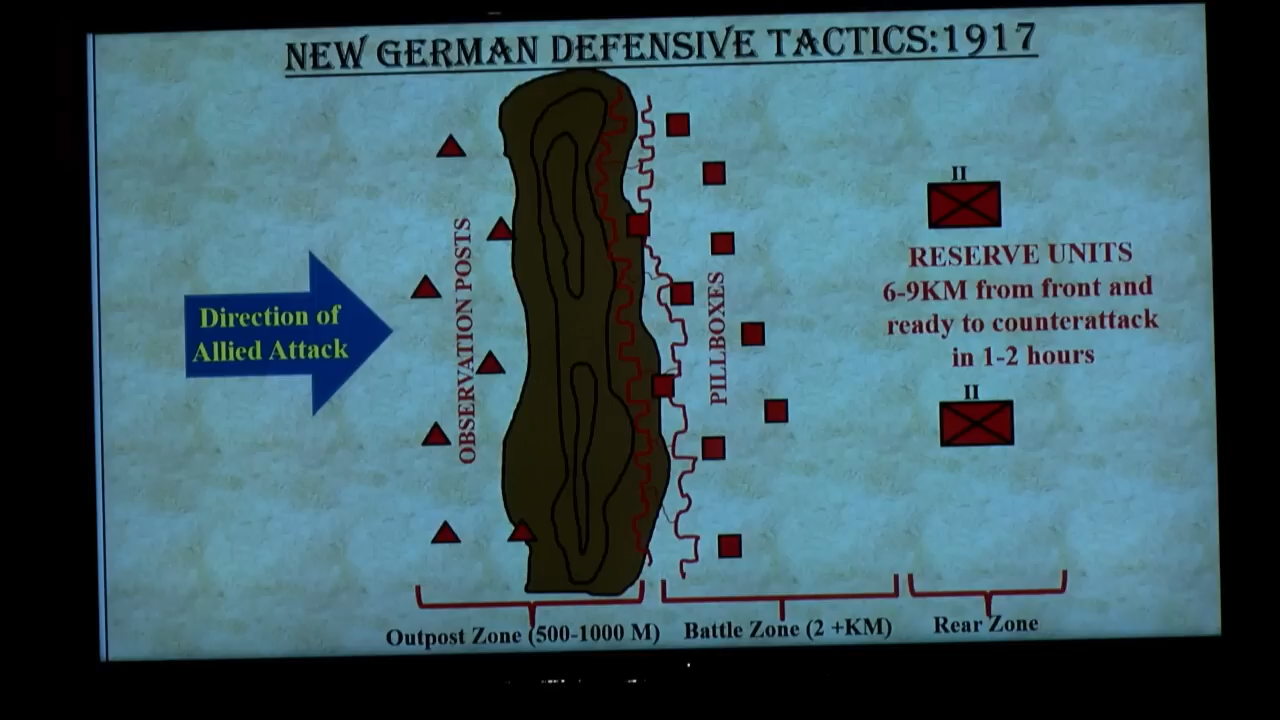 NEW GERMAN DEFENSIVE TACTICS:1917
Direction of
Allied Attack
OBSERVATION POSTS
PILLBOXES
II
RESERVE UNITS
6-9KM from front and
ready to counterattack
in 1-2 hours
II
Outpost Zone (500-1000 M)
Battle Zone (2 +KM)
Rear Zone